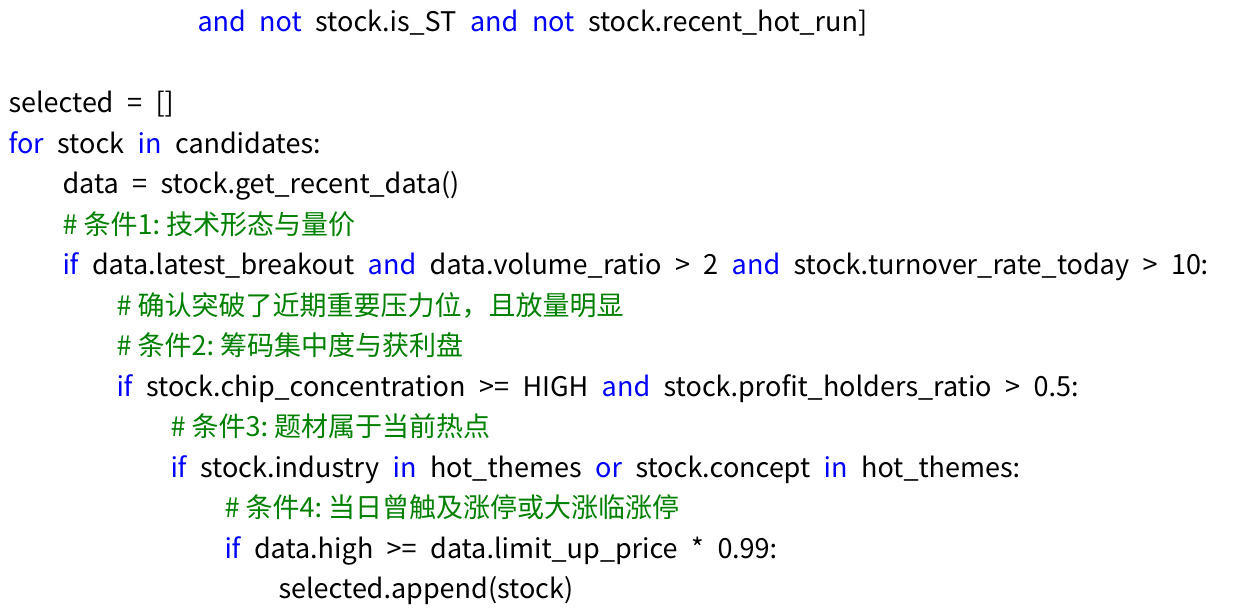 and not stock.is_ST and not stock.recent_hot_run]
selected = []
for stock in candidates:
data = stock.get_recent_data()
# 条件1: 技术形态与量价
if data.latest_breakout and data.volume_ratio > 2 and stock.turnover_rate_today > 10:
# 确认突破了近期重要压力位，且放量明显
# 条件2: 筹码集中度与获利盘
if stock.chip_concentration >= HIGH and stock.profit_holders_ratio > 0.5:
# 条件3: 题材属于当前热点
if stock.industry in hot_themes or stock.concept in hot_themes:
# 条件4: 当日曾触及涨停或大涨临涨停
if data.high >= data.limit_up_price * 0.99:
selected.append(stock)